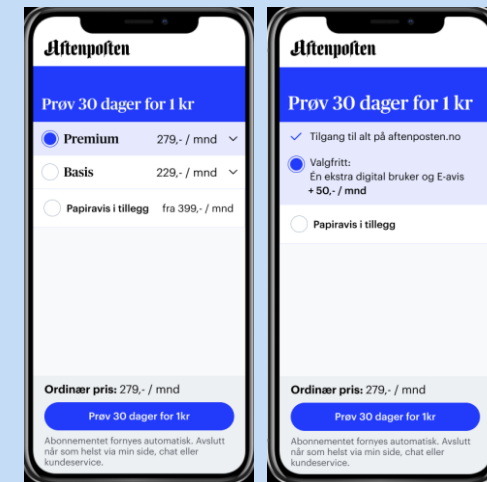 Aftenposten
Prøv 30 dager for 1 kr
Premium 279,- / mnd
Basis 229,- / mnd
Papiravis i tillegg fra 399,- / mnd
Ordinær pris: 279,- / mnd
Prøv 30 dager for 1kr
Abonnementet fornyes automatisk. Avslutt
når som helst via min side, chat eller
kundeservice.
Aftenposten
Prøv 30 dager for 1 kr
Tilgang til alt på aftenposten.no
Valgfritt:
Én ekstra digital bruker og E-avis
+ 50,- / mnd
Papiravis i tillegg
Ordinær pris: 279,- / mnd
Prøv 30 dager for 1kr
Abonnementet fornyes automatisk. Avslutt
når som helst via min side, chat eller
kundeservice.